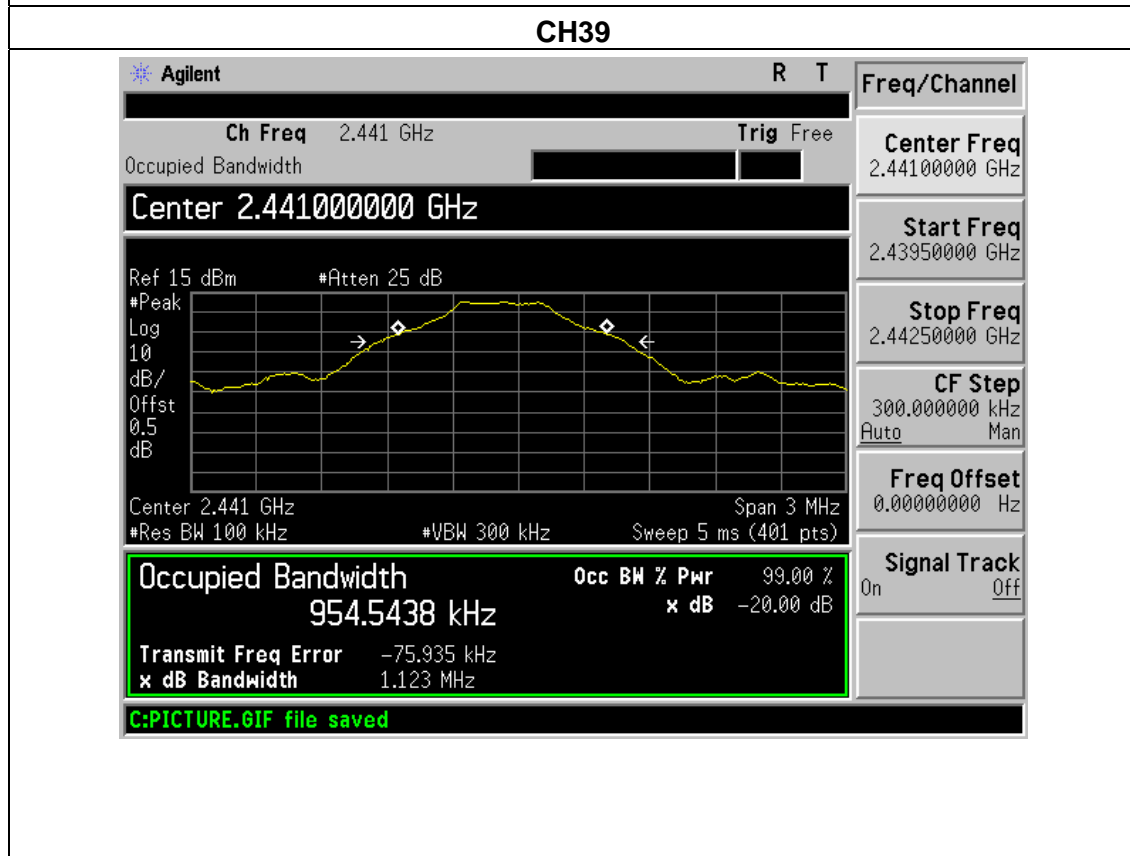 CH39
Agilent R T
Ch Freq 2.441 GHz Trig Free
Occupied Bandwidth
Center 2.441000000 GHz
Ref 15 dBm #Atten 25 dB
#Peak
Log
10
dB/
Offst
0.5
dB
Center 2.441 GHz Span 3 MHz
#Res BW 100 kHz #VBW 300 kHz Sweep 5 ms (401 pts)
Occupied Bandwidth Occ BW % Pwr 99.00 %
954.5438 kHz x dB -20.00 dB
Transmit Freq Error -75.935 kHz
x dB Bandwidth 1.123 MHz
C:PICTURE.GIF file saved
Freq/Channel
Center Freq
2.44100000 GHz
Start Freq
2.43950000 GHz
Stop Freq
2.44250000 GHz
CF Step
300.000000 kHz
Auto Man
Freq Offset
0.00000000 Hz
Signal Track
On Off